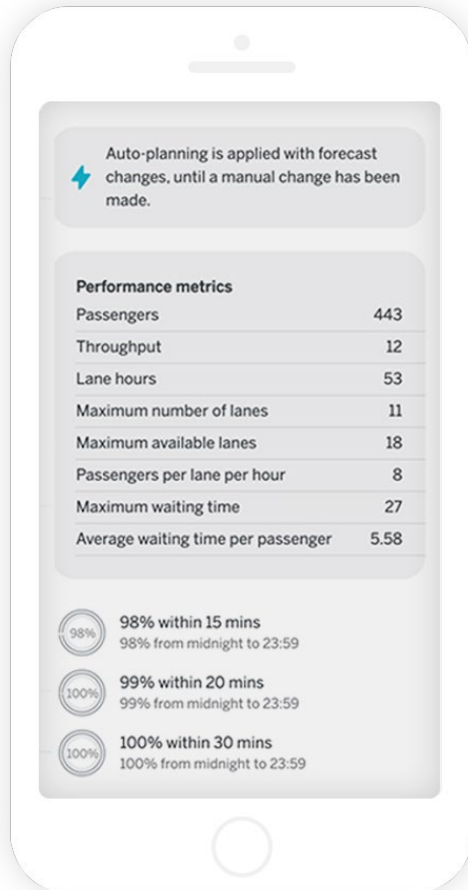 Auto-planning is applied with forecast
changes, until a manual change has been
made.
Performance metrics
Passengers 443
Throughput 12
Lane hours 53
Maximum number of lanes 11
Maximum available lanes 18
Passengers per lane per hour 8
Maximum waiting time 27
Average waiting time per passenger 5.58
98%
98% within 15 mins
98% from midnight to 23:59
100%
99% within 20 mins
99% from midnight to 23:59
100%
100% within 30 mins
100% from midnight to 23:59